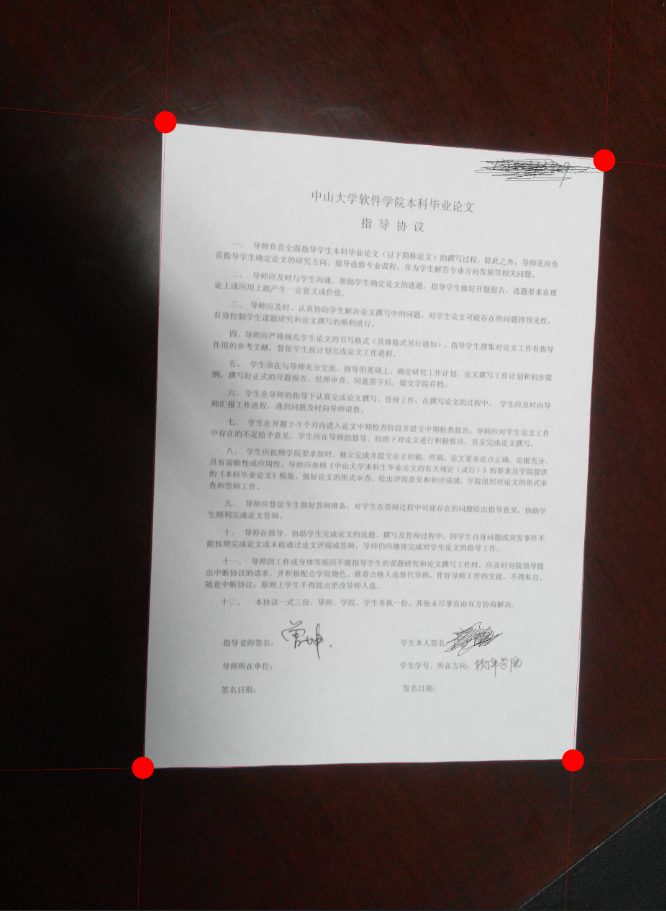 中山大学软件学院本科毕业论文
指 导 协 议
一、 导师负责全面指导学生本科毕业论文（以下简称论文）的撰写过程，除此之外，导师还应负
责指导学生确定论文的研究方向，指导选修专业课程，并为学生解答专业方向发展等相关问题。
二、 导师应及时与学生沟通，帮助学生确定论文的选题，指导学生做好开题报告，选题要求在理
论上或应用上能产生一定意义或价值。
三、 导师应及时、认真协助学生解决论文撰写中的问题，对学生论文可能存在的问题待预见性，
有效控制学生课题研究和论文撰写的顺利进行。
四、导师应严格规范学生论文的书写格式（具体格式另行通知），指导学生搜集对论文工作有指导
作用的参考文献，督促学生按计划完成论文工作进程。
五、 学生须在与导师充分交流、指导的基础上，确定研究工作计划、论文撰写工作计划和初步提
纲，撰写好正式的开题报告，经师审查、同意签字后，提交学院存档。
六、学生在导师的指导下认真完成论文撰写、答辩工作；在撰写论文的过程中， 学生应及时向导
师汇报工作进程，遇到问题及时向导师请教。
七、 学生在开题 2-3 个月内进入论文中期检查阶段并提交中期检查报告，导师应对学生论文工作
中存在的不足给予意见，学生应在导师的督导、协助下对论文进行积极修误，直至完成论文撰写。
八、 学生应按照学院要求按时、独立完成并提交论文初稿、终稿，论文要求论点正确、论据充分、
具有前瞻性或应用性。导师应参照《中山大学本科生毕业论文的有关规定（试行）》的要求及学院提供
的《本科毕业论文》模版，做好论文的形式审查，给出评阅意见和初评成绩，学院组织对论文的形式审
查和答辩工作。
九、 导师应督促学生做好答辩准备，对学生在答辩过程中可能存在的问题给出指导意见，协助学
生顺利完成论文答辩。
十、 导师在指导、协助学生完成论文的选题、撰写及答辩过程中，因学生自身问题或突发事件不
能按期完成论文或未能通过论文评阅或答辩，导师仍应继续完成对学生论文的指导工作。
十一、 导师因工作或身体等原因不能指导学生的课题研究和论文撰写工作时，应及时向院领导提
出中断协议的请求，并积极配合学院物色、推荐合格人选替代导师，作好导师工作的交接，不得私自、
随意中断协议；原则上学生不得提出更改导师人选。
十二、 本协议一式三份，导师、学院、学生各执一份。其他未尽事宜由双方协商解决。
指导老师签名： 学生本人签名：
导师所在单位： 学生学号、所在方向：
签名日期： 签名日期：